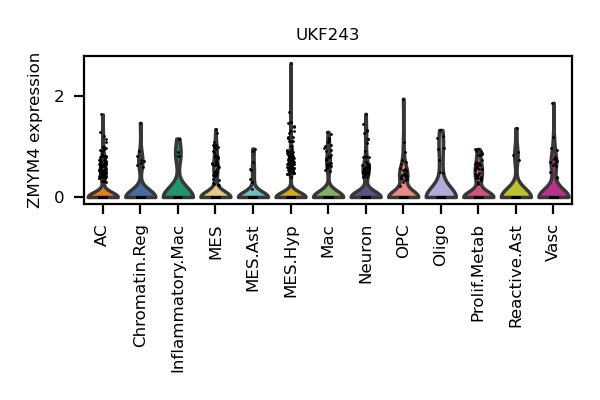 UKF243
ZMYM4 expression
2
0
AC
Chromatin.Reg
Inflammatory.Mac
MES
MES.Ast
MES.Hyp
Mac
Neuron
OPC
Oligo
Prolif.Metab
Reactive.Ast
Vasc